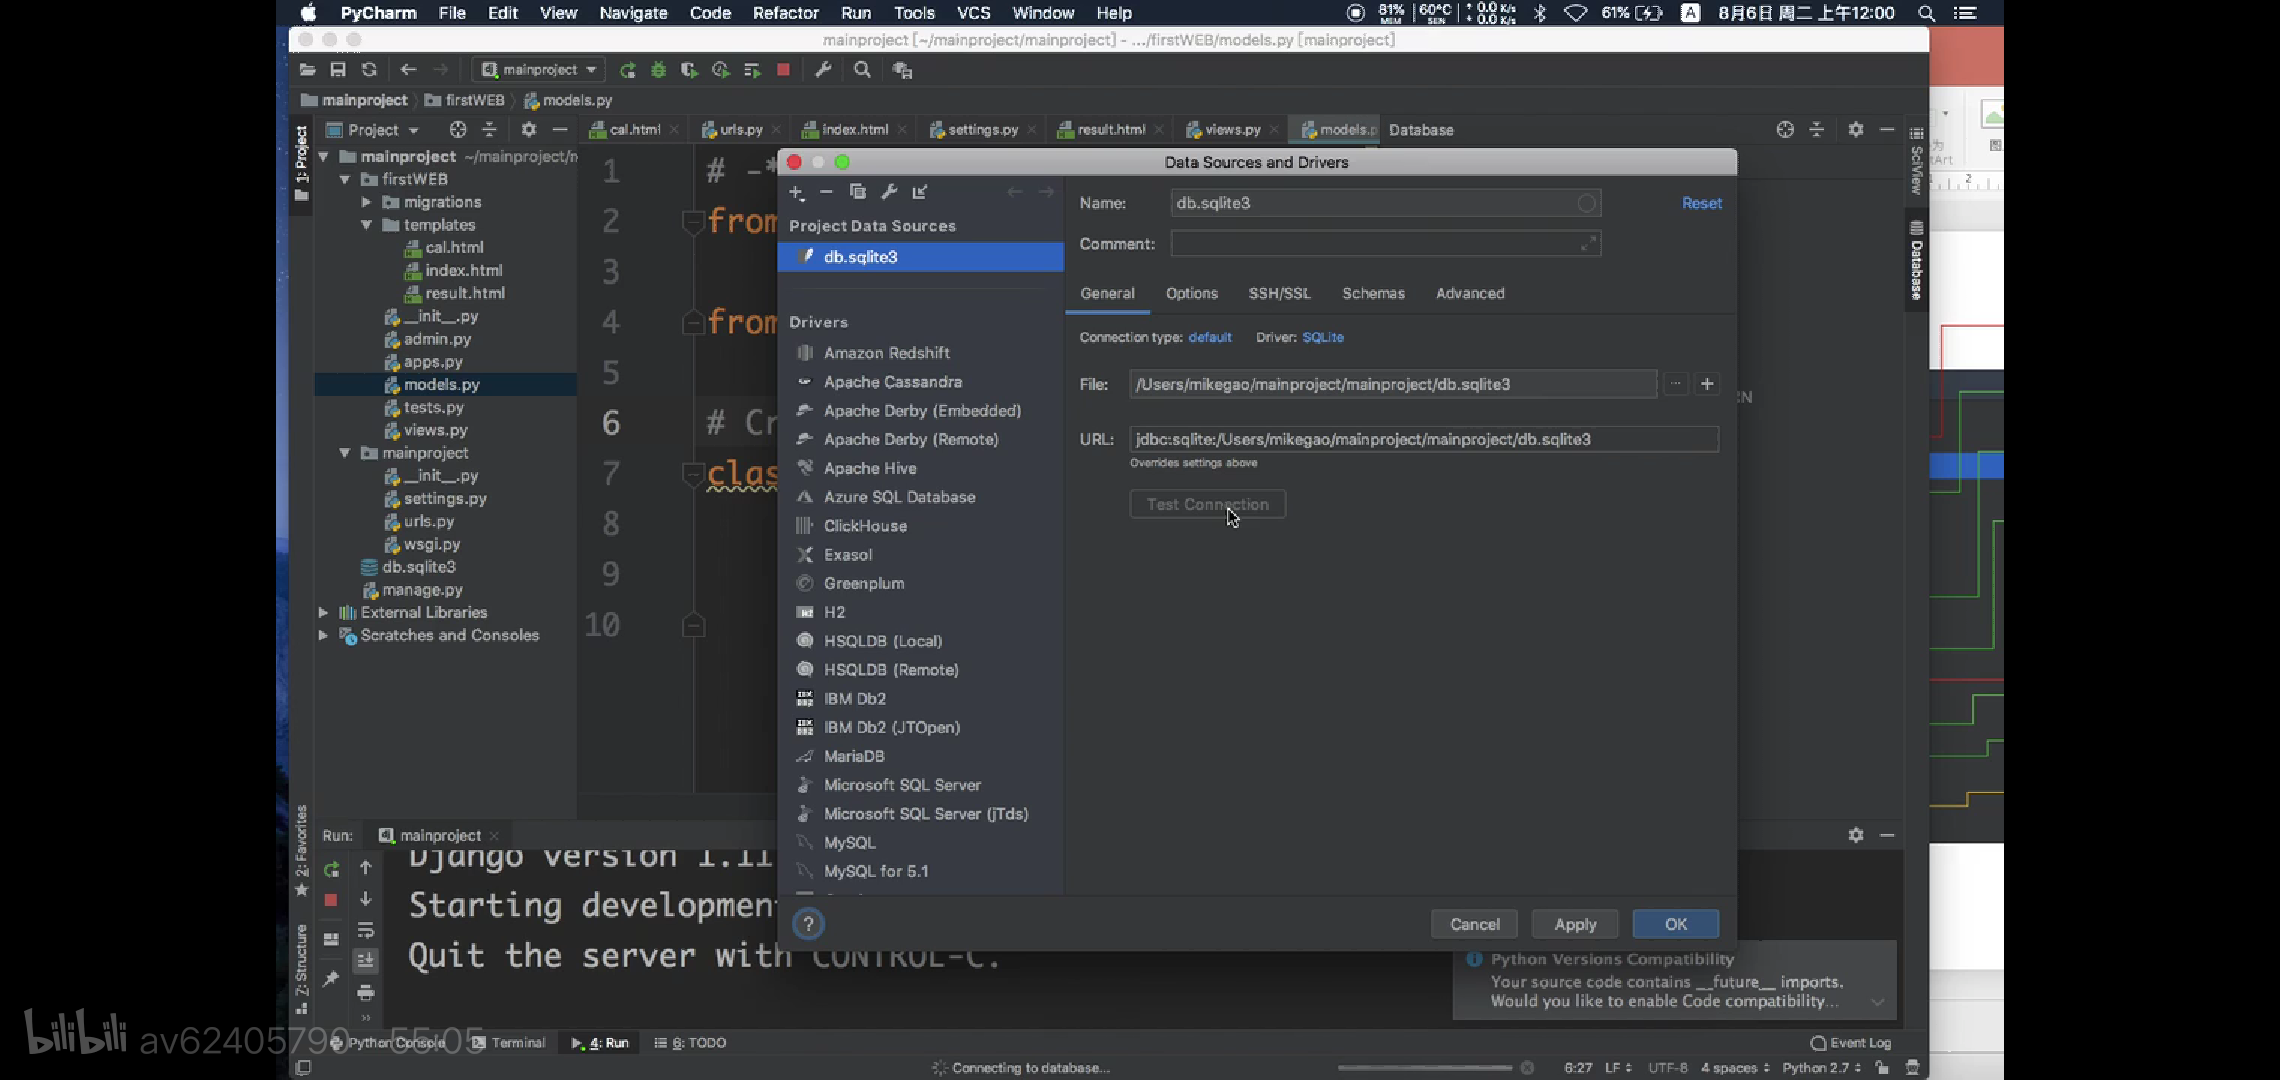 PyCharm File Edit View Navigate Code Refactor Run Tools VCS Window Help 81% MEM 60°C SEN 0.0 K/s 0.0 K/s 61% A 8月6日 周二 上午12:00
mainproject [~/mainproject/mainproject] - .../firstWEB/models.py [mainproject]
mainproject
mainproject firstWEB models.py
1: Project
Project
cal.html urls.py index.html settings.py result.html views.py models.p Database
mainproject ~/mainproject/n
firstWEB
migrations
templates
cal.html
index.html
result.html
__init__.py
admin.py
apps.py
models.py
tests.py
views.py
mainproject
__init__.py
settings.py
urls.py
wsgi.py
db.sqlite3
manage.py
External Libraries
Scratches and Consoles
1 # -*
2 from
3
4 from
5
6 # Cr
7 clas
8
9
10
Data Sources and Drivers
Project Data Sources
db.sqlite3
Drivers
Amazon Redshift
Apache Cassandra
Apache Derby (Embedded)
Apache Derby (Remote)
Apache Hive
Azure SQL Database
ClickHouse
Exasol
Greenplum
H2
HSQLDB (Local)
HSQLDB (Remote)
IBM Db2
IBM Db2 (JTOpen)
MariaDB
Microsoft SQL Server
Microsoft SQL Server (jTds)
MySQL
MySQL for 5.1
Name: db.sqlite3 Reset
Comment:
General Options SSH/SSL Schemas Advanced
Connection type: default Driver: SQLite
File: /Users/mikegao/mainproject/mainproject/db.sqlite3
URL: jdbc:sqlite:/Users/mikegao/mainproject/mainproject/db.sqlite3
Overrides settings above
Test Connection
? Cancel Apply OK
SciView
Database
Run: mainproject
Django version 1.11
Starting developmen
Quit the server with CONTROL-C.
2: Favorites
7: Structure
Python Versions Compatibility
Your source code contains __future__ imports.
Would you like to enable Code compatibility...
Python Console Terminal 4: Run 6: TODO Event Log
Connecting to database... 6:27 LF UTF-8 4 spaces Python 2.7
bilibili av62405790 55:05